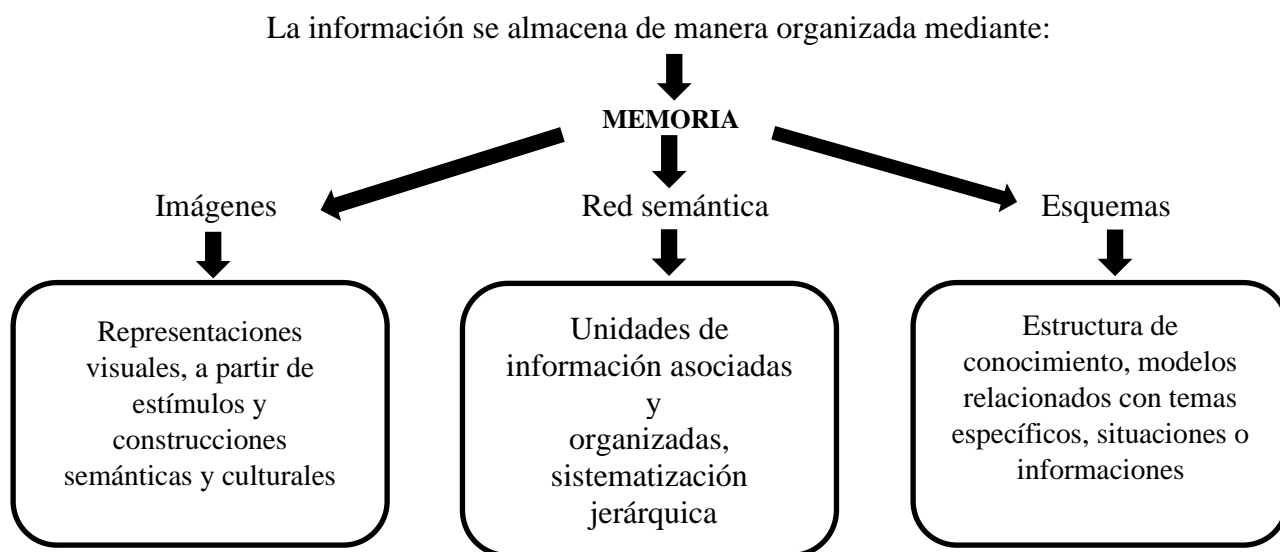 La información se almacena de manera organizada mediante:
MEMORIA
Imágenes
Red semántica
Esquemas
Representaciones
visuales, a partir de
estímulos y
construcciones
semánticas y culturales
Unidades de
información asociadas
y
organizadas,
sistematización
jerárquica
Estructura de
conocimiento, modelos
relacionados con temas
específicos, situaciones o
informaciones